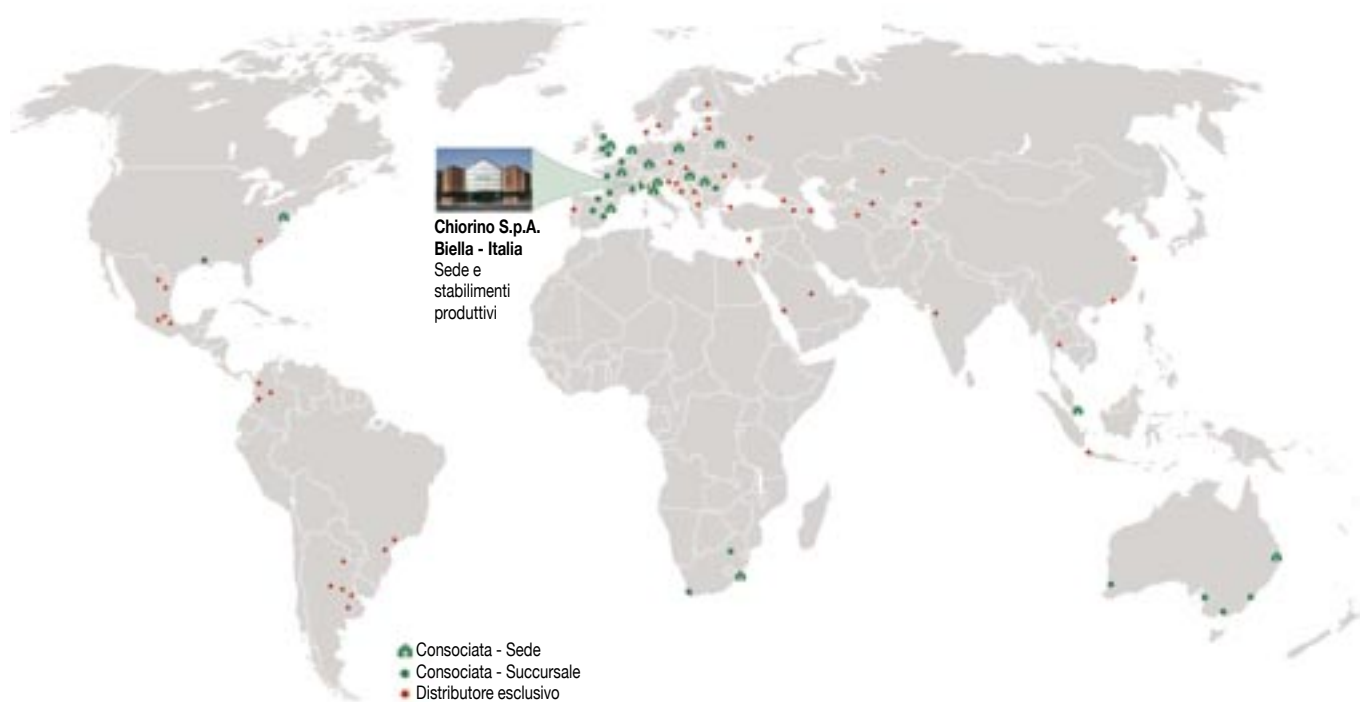 Chiorino S.p.A.
Biella - Italia
Sede e
stabilimenti
produttivi
Consociata - Sede
Consociata - Succursale
Distributore esclusivo